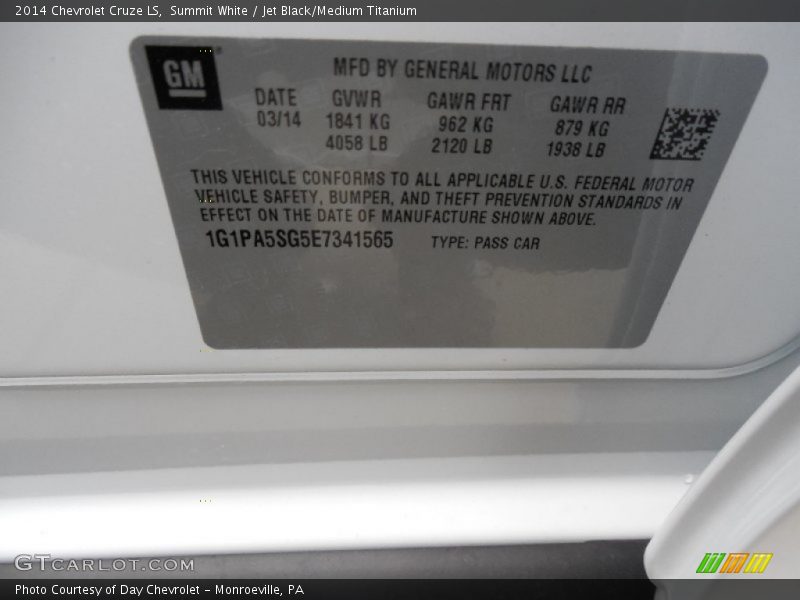 2014 Chevrolet Cruze LS, Summit White / Jet Black/Medium Titanium
GM
MFD BY GENERAL MOTORS LLC
DATE GVWR GAWR FRT GAWR RR
03/14 1841 KG 962 KG 879 KG
4058 LB 2120 LB 1938 LB
THIS VEHICLE CONFORMS TO ALL APPLICABLE U.S. FEDERAL MOTOR
VEHICLE SAFETY, BUMPER, AND THEFT PREVENTION STANDARDS IN
EFFECT ON THE DATE OF MANUFACTURE SHOWN ABOVE.
1G1PA5SG5E7341565 TYPE: PASS CAR
GTCARLOT.COM
Photo Courtesy of Day Chevrolet - Monroeville, PA